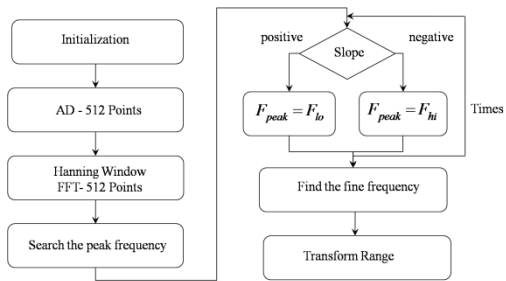 Initialization
AD - 512 Points
Hanning Window
FFT- 512 Points
Search the peak frequency
positive
negative
Slope
F_peak = F_lo
F_peak = F_hi
Times
Find the fine frequency
Transform Range